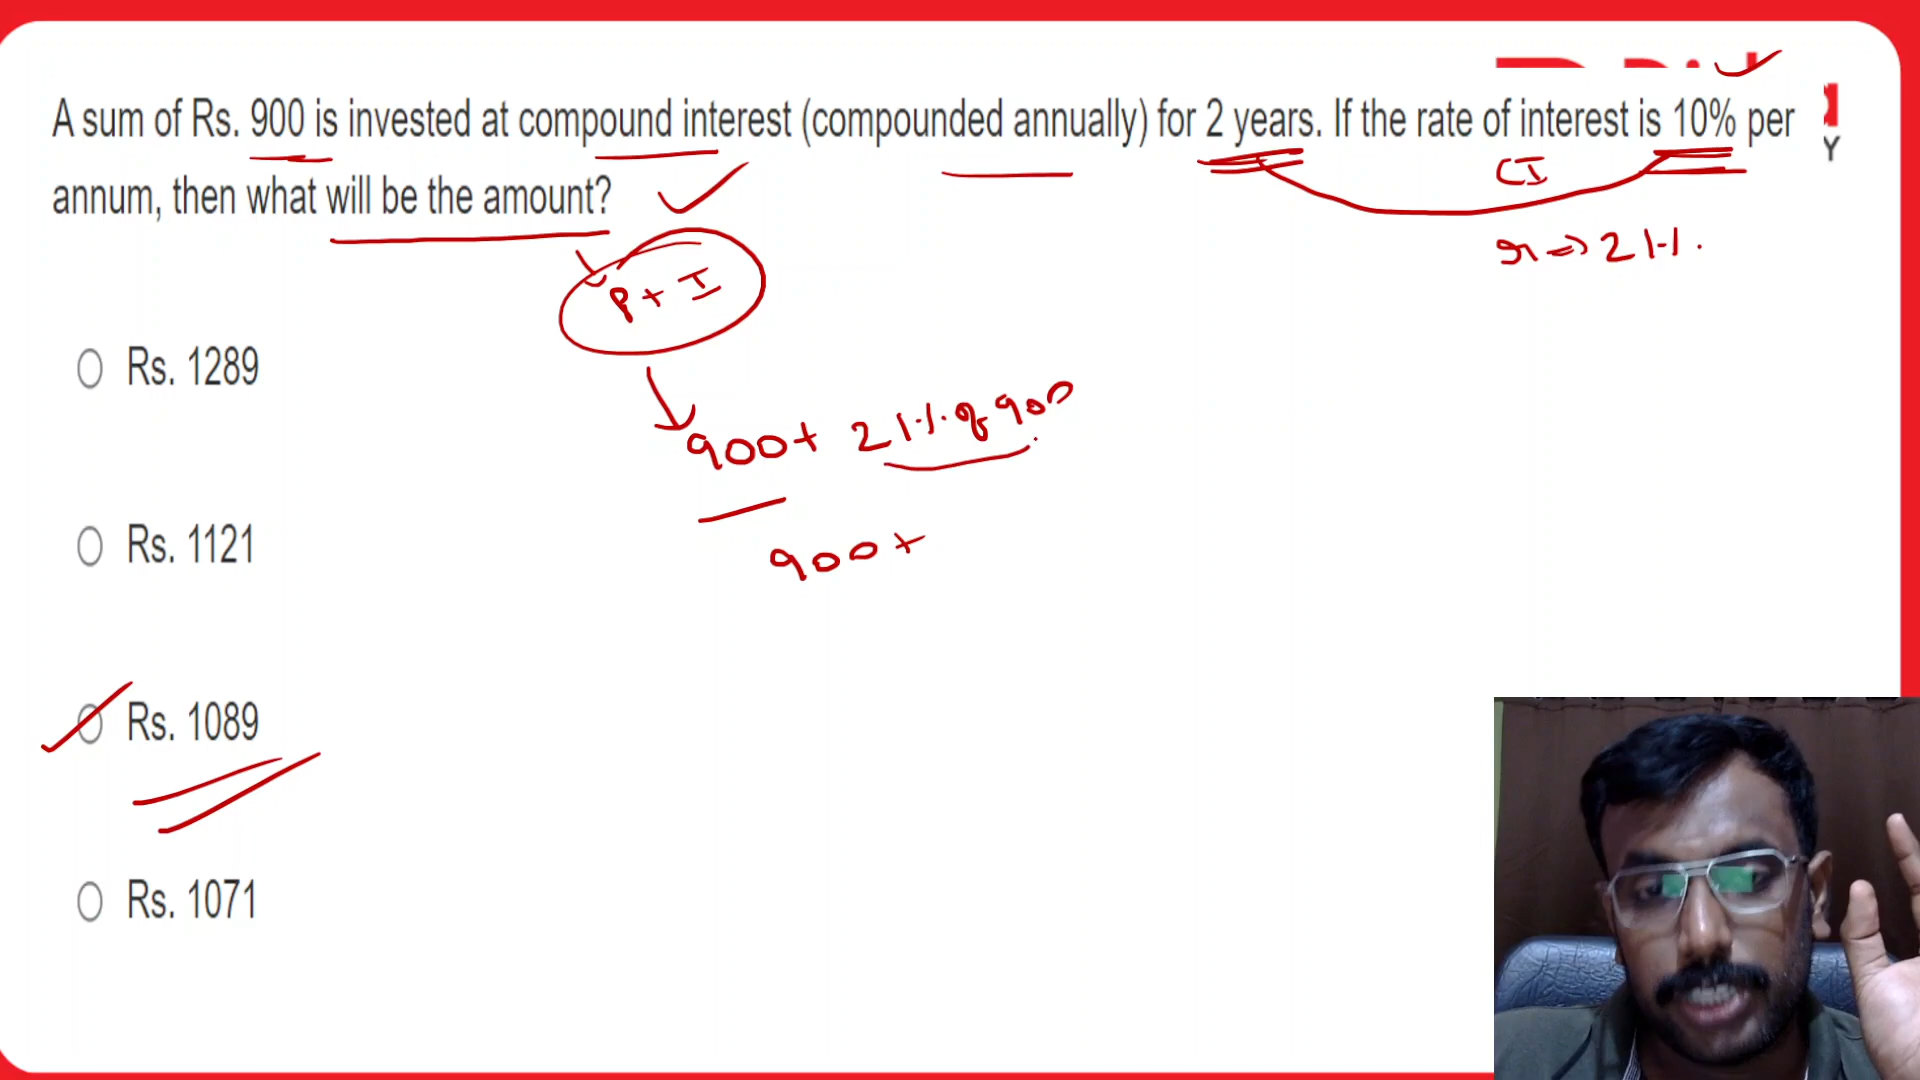 A sum of Rs. 900 is invested at compound interest (compounded annually) for 2 years. If the rate of interest is 10% per
annum, then what will be the amount?
CI
r => 21%.
P + I
900 + 21% of 900
900 +
Rs. 1289
Rs. 1121
Rs. 1089
Rs. 1071
Y